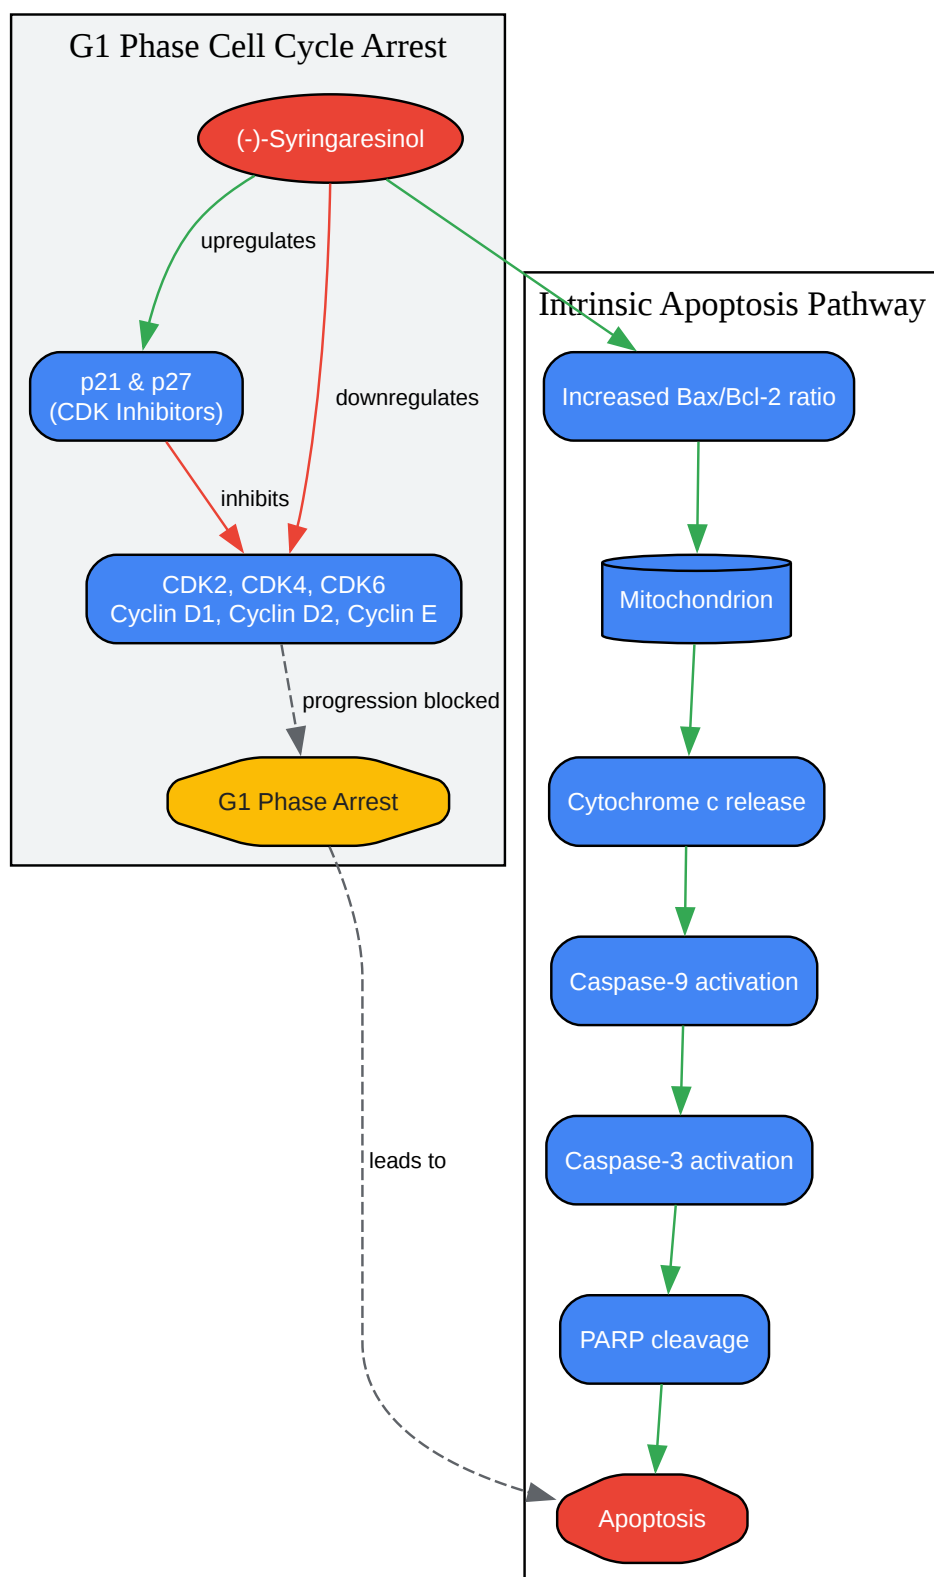 G1 Phase Cell Cycle Arrest
(-)-Syringaresinol
upregulates
p21 & p27
(CDK Inhibitors)
downregulates
inhibits
CDK2, CDK4, CDK6
Cyclin D1, Cyclin D2, Cyclin E
progression blocked
G1 Phase Arrest
leads to
Intrinsic Apoptosis Pathway
Increased Bax/Bcl-2 ratio
Mitochondrion
Cytochrome c release
Caspase-9 activation
Caspase-3 activation
PARP cleavage
Apoptosis